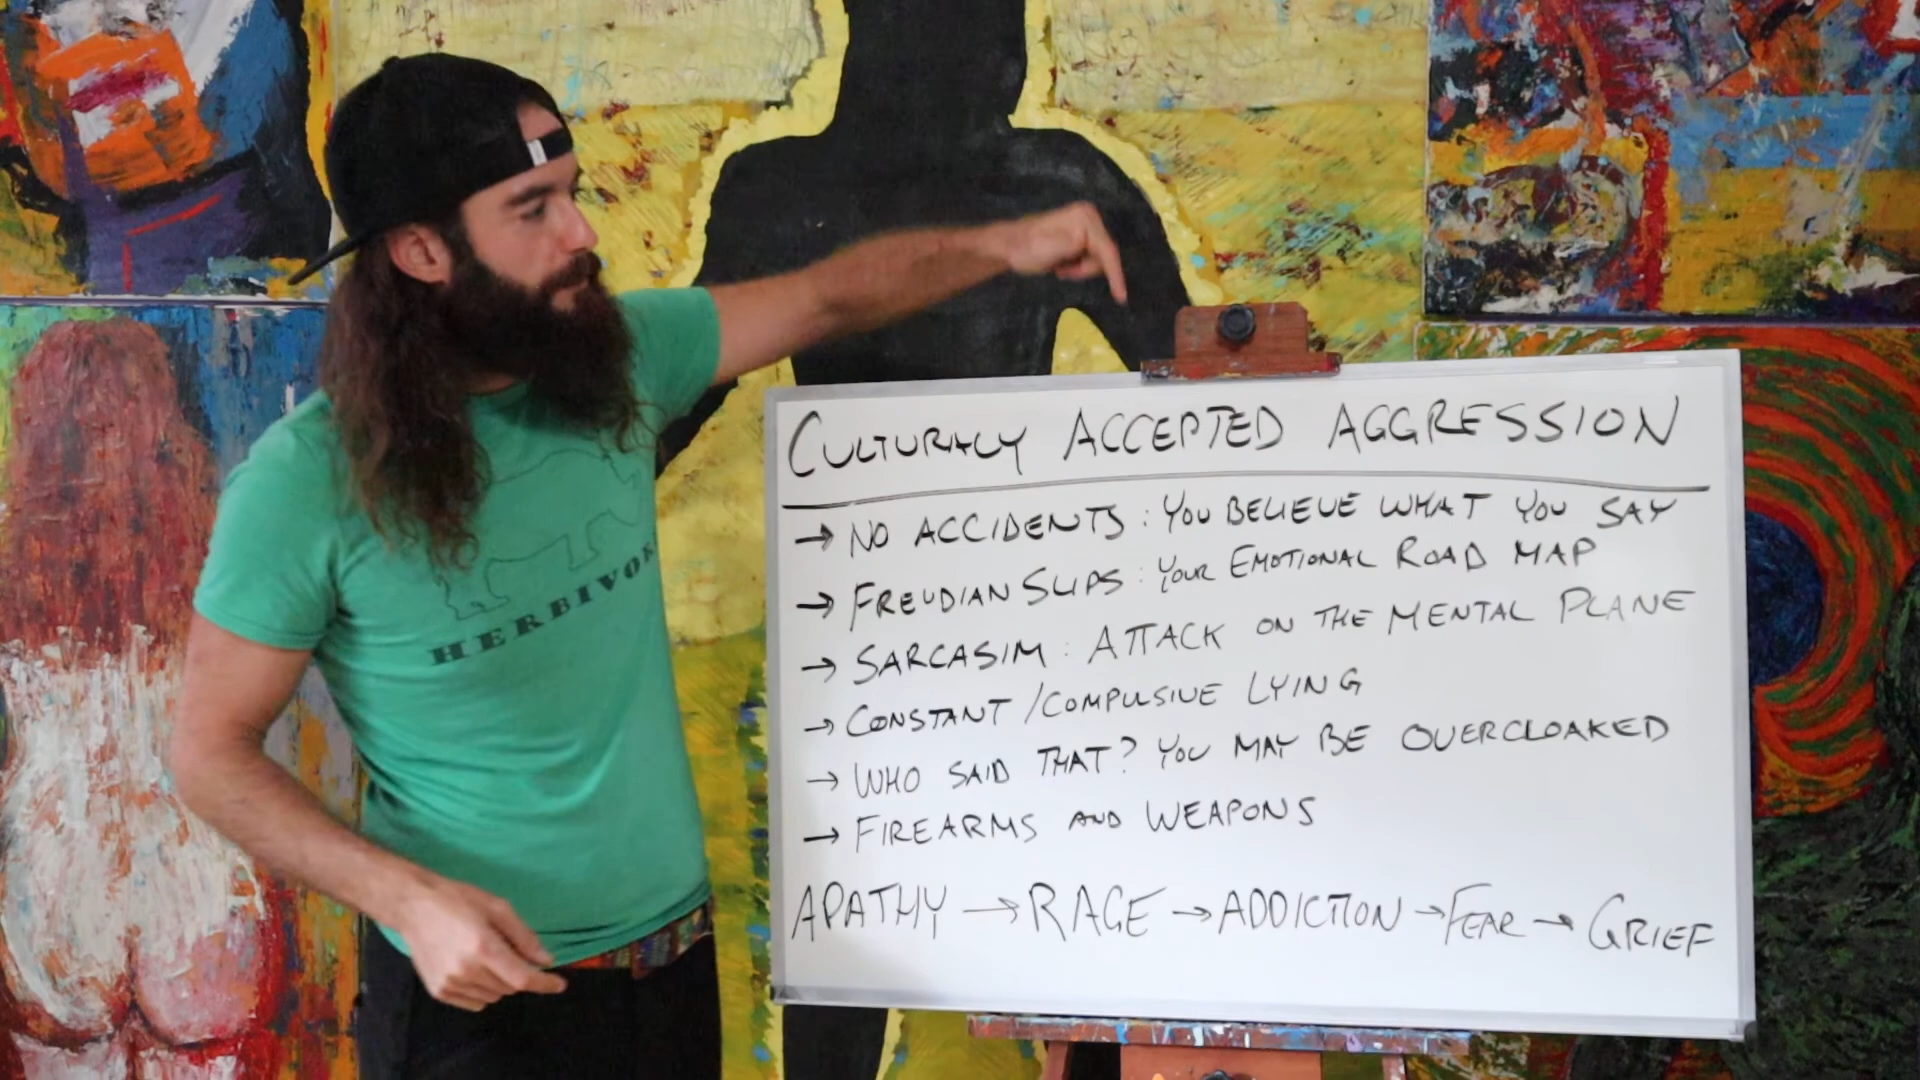 HERBIVOR
CULTURALY ACCEPTED AGGRESSION
→ NO ACCIDENTS: YOU BELIEVE WHAT YOU SAY
→ FREUDIAN SLIPS: YOUR EMOTIONAL ROAD MAP
→ SARCASIM: ATTACK ON THE MENTAL PLANE
→ CONSTANT/COMPULSIVE LYING
→ WHO SAID THAT? YOU MAY BE OVERCLOAKED
→ FIREARMS AND WEAPONS
APATHY → RAGE → ADDICTION → FEAR → GRIEF